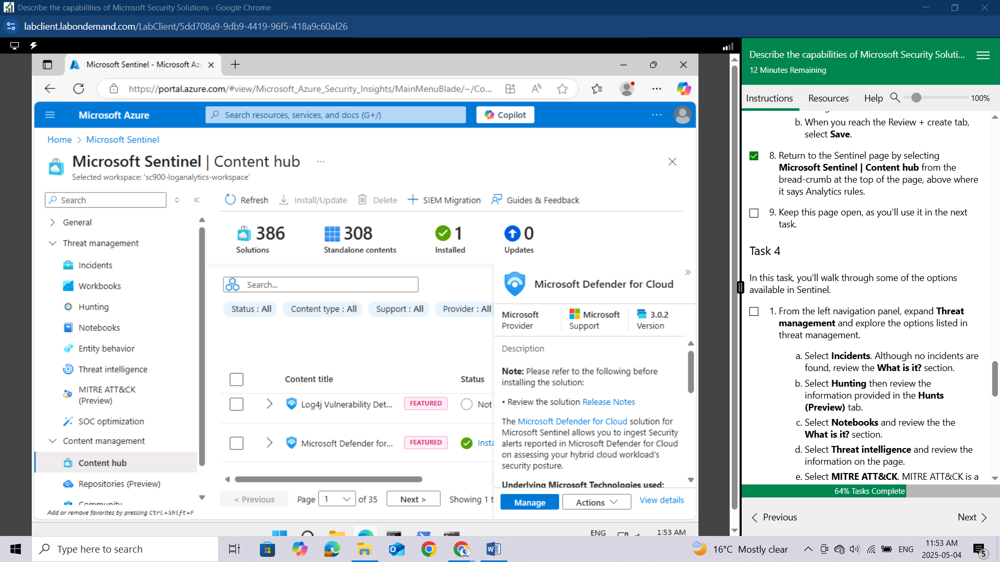 Describe the capabilities of Microsoft Security Solutions - Google Chrome
labclient.labondemand.com/LabClient/5dd708a9-9db9-4419-96f5-418a9c60af26
Microsoft Sentinel - Microsoft Az
https://portal.azure.com/#view/Microsoft_Azure_Security_Insights/MainMenuBlade/~/Co...
Microsoft Azure
Search resources, services, and docs (G+/)
Copilot
Home > Microsoft Sentinel
Microsoft Sentinel | Content hub
Selected workspace: 'sc900-loganalytics-workspace'
Search
General
Threat management
Incidents
Workbooks
Hunting
Notebooks
Entity behavior
Threat intelligence
MITRE ATT&CK
(Preview)
SOC optimization
Content management
Content hub
Repositories (Preview)
Community
Add or remove favorites by pressing Ctrl+Shift+F
Refresh
Install/Update
Delete
SIEM Migration
Guides & Feedback
386
Solutions
308
Standalone contents
1
Installed
0
Updates
Search...
Status : All
Content type : All
Support : All
Provider : All
Content title
Status
Log4j Vulnerability Det...
FEATURED
Not
Microsoft Defender for...
FEATURED
Insta
< Previous
Page 1 of 35
Next >
Showing 1 t
Microsoft Defender for Cloud
Microsoft
Provider
Microsoft
Support
3.0.2
Version
Description
Note: Please refer to the following before
installing the solution:
• Review the solution Release Notes
The Microsoft Defender for Cloud solution for
Microsoft Sentinel allows you to ingest Security
alerts reported in Microsoft Defender for Cloud
on assessing your hybrid cloud workload's
security posture.
Underlying Microsoft Technologies used:
Manage
Actions
View details
ENG
1:53 AM
Describe the capabilities of Microsoft Security Soluti...
12 Minutes Remaining
Instructions
Resources
Help
100%
b. When you reach the Review + create tab,
select Save.
8. Return to the Sentinel page by selecting
Microsoft Sentinel | Content hub from the
bread-crumb at the top of the page, above where
it says Analytics rules.
9. Keep this page open, as you'll use it in the next
task.
Task 4
In this task, you'll walk through some of the options
available in Sentinel.
1. From the left navigation panel, expand Threat
management and explore the options listed in
threat management.
a. Select Incidents. Although no incidents are
found, review the What is it? section.
b. Select Hunting then review the
information provided in the Hunts
(Preview) tab.
c. Select Notebooks and review the the
What is it? section.
d. Select Threat intelligence and review the
information on the page.
e. Select MITRE ATT&CK. MITRE ATT&CK is a
64% Tasks Complete
Previous
Next
Type here to search
16°C Mostly clear
ENG
11:53 AM
2025-05-04
5